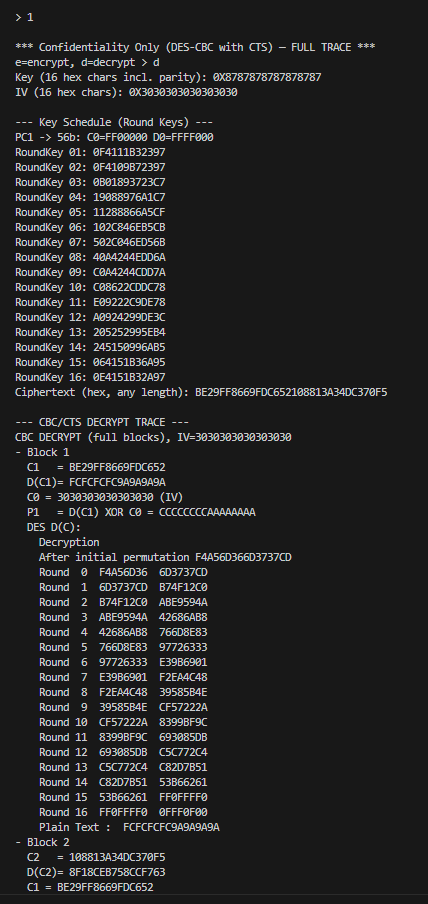 > 1
*** Confidentiality Only (DES-CBC with CTS) — FULL TRACE ***
e=encrypt, d=decrypt > d
Key (16 hex chars incl. parity): 0X8787878787878787
IV (16 hex chars): 0X3030303030303030
--- Key Schedule (Round Keys) ---
PC1 -> 56b: C0=FF00000 D0=FFFF000
RoundKey 01: 0F4111B32397
RoundKey 02: 0F4109B72397
RoundKey 03: 0B01893723C7
RoundKey 04: 19088976A1C7
RoundKey 05: 11288866A5CF
RoundKey 06: 102C846EB5CB
RoundKey 07: 502C046ED56B
RoundKey 08: 40A4244EDD6A
RoundKey 09: C0A4244CDD7A
RoundKey 10: C08622CDDC78
RoundKey 11: E09222C9DE78
RoundKey 12: A0924299DE3C
RoundKey 13: 205252995EB4
RoundKey 14: 245150996AB5
RoundKey 15: 064151B36A95
RoundKey 16: 0E4151B32A97
Ciphertext (hex, any length): BE29FF8669FDC652108813A34DC370F5
--- CBC/CTS DECRYPT TRACE ---
CBC DECRYPT (full blocks), IV=3030303030303030
- Block 1
C1   = BE29FF8669FDC652
D(C1)= FCFCFCFC9A9A9A9A
C0 = 3030303030303030 (IV)
P1   = D(C1) XOR C0 = CCCCCCCCAAAAAAAA
DES D(C):
Decryption
After initial permutation F4A56D366D3737CD
Round  0  F4A56D36  6D3737CD
Round  1  6D3737CD  B74F12C0
Round  2  B74F12C0  ABE9594A
Round  3  ABE9594A  42686AB8
Round  4  42686AB8  766D8E83
Round  5  766D8E83  97726333
Round  6  97726333  E39B6901
Round  7  E39B6901  F2EA4C48
Round  8  F2EA4C48  39585B4E
Round  9  39585B4E  CF57222A
Round 10  CF57222A  8399BF9C
Round 11  8399BF9C  693085DB
Round 12  693085DB  C5C772C4
Round 13  C5C772C4  C82D7B51
Round 14  C82D7B51  53B66261
Round 15  53B66261  FF0FFFF0
Round 16  FF0FFFF0  0FFF0F00
Plain Text :  FCFCFCFC9A9A9A9A
- Block 2
C2   = 108813A34DC370F5
D(C2)= 8F18CEB758CCF763
C1 = BE29FF8669FDC652